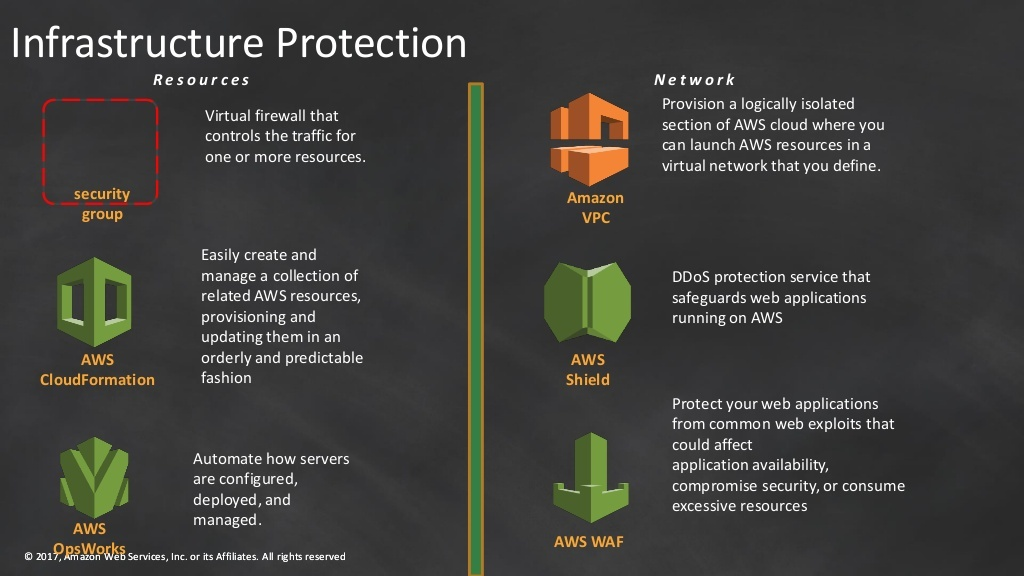 Infrastructure Protection
Resources
Virtual firewall that
controls the traffic for
one or more resources.
security
group
Easily create and
manage a collection of
related AWS resources,
provisioning and
updating them in an
orderly and predictable
fashion
AWS
CloudFormation
Automate how servers
are configured,
deployed, and
managed.
AWS
OpsWorks
Network
Provision a logically isolated
section of AWS cloud where you
can launch AWS resources in a
virtual network that you define.
Amazon
VPC
DDoS protection service that
safeguards web applications
running on AWS
AWS
Shield
Protect your web applications
from common web exploits that
could affect
application availability,
compromise security, or consume
excessive resources
AWS WAF
© 2017, Amazon Web Services, Inc. or its Affiliates. All rights reserved